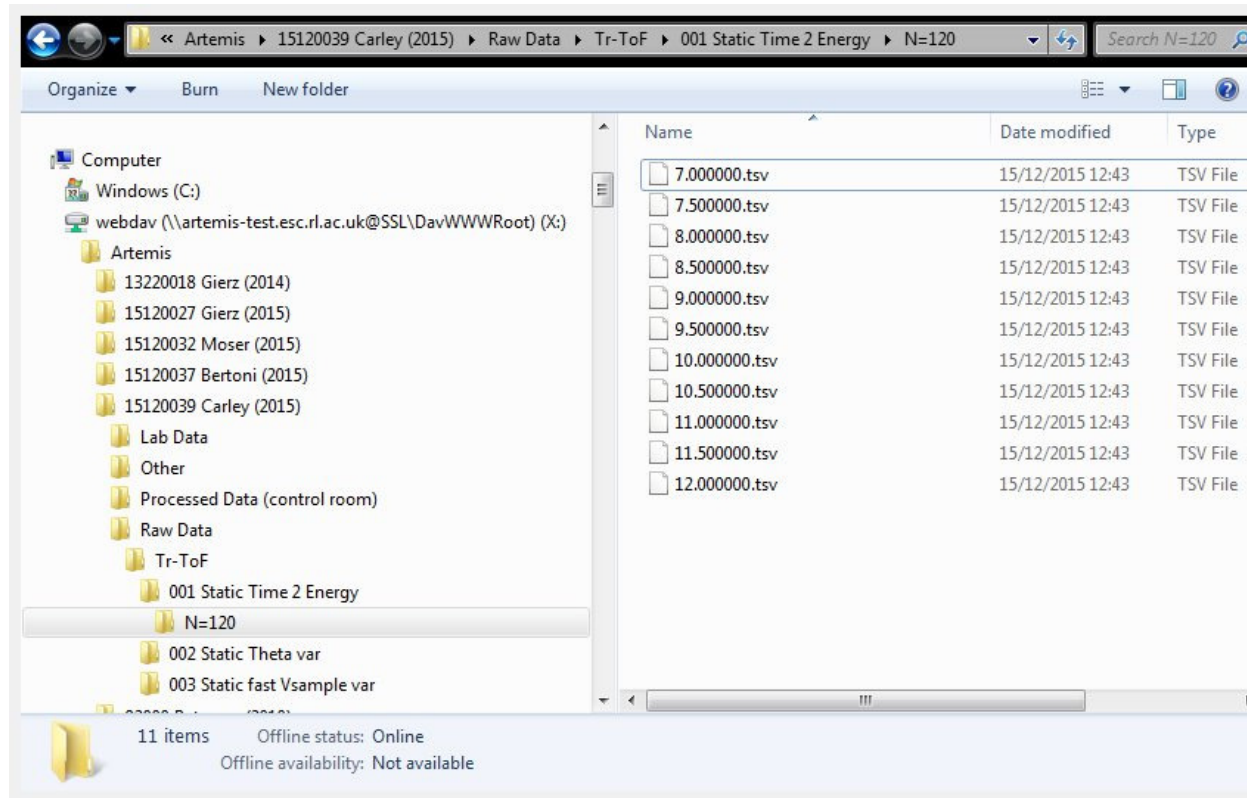 « Artemis ▸ 15120039 Carley (2015) ▸ Raw Data ▸ Tr-ToF ▸ 001 Static Time 2 Energy ▸ N=120 Search N=120
Organize Burn New folder
Computer
Windows (C:)
webdav (\\artemis-test.esc.rl.ac.uk@SSL\DavWWWRoot) (X:)
Artemis
13220018 Gierz (2014)
15120027 Gierz (2015)
15120032 Moser (2015)
15120037 Bertoni (2015)
15120039 Carley (2015)
Lab Data
Other
Processed Data (control room)
Raw Data
Tr-ToF
001 Static Time 2 Energy
N=120
002 Static Theta var
003 Static fast Vsample var
Name Date modified Type
7.000000.tsv 15/12/2015 12:43 TSV File
7.500000.tsv 15/12/2015 12:43 TSV File
8.000000.tsv 15/12/2015 12:43 TSV File
8.500000.tsv 15/12/2015 12:43 TSV File
9.000000.tsv 15/12/2015 12:43 TSV File
9.500000.tsv 15/12/2015 12:43 TSV File
10.000000.tsv 15/12/2015 12:43 TSV File
10.500000.tsv 15/12/2015 12:43 TSV File
11.000000.tsv 15/12/2015 12:43 TSV File
11.500000.tsv 15/12/2015 12:43 TSV File
12.000000.tsv 15/12/2015 12:43 TSV File
11 items Offline status: Online
Offline availability: Not available